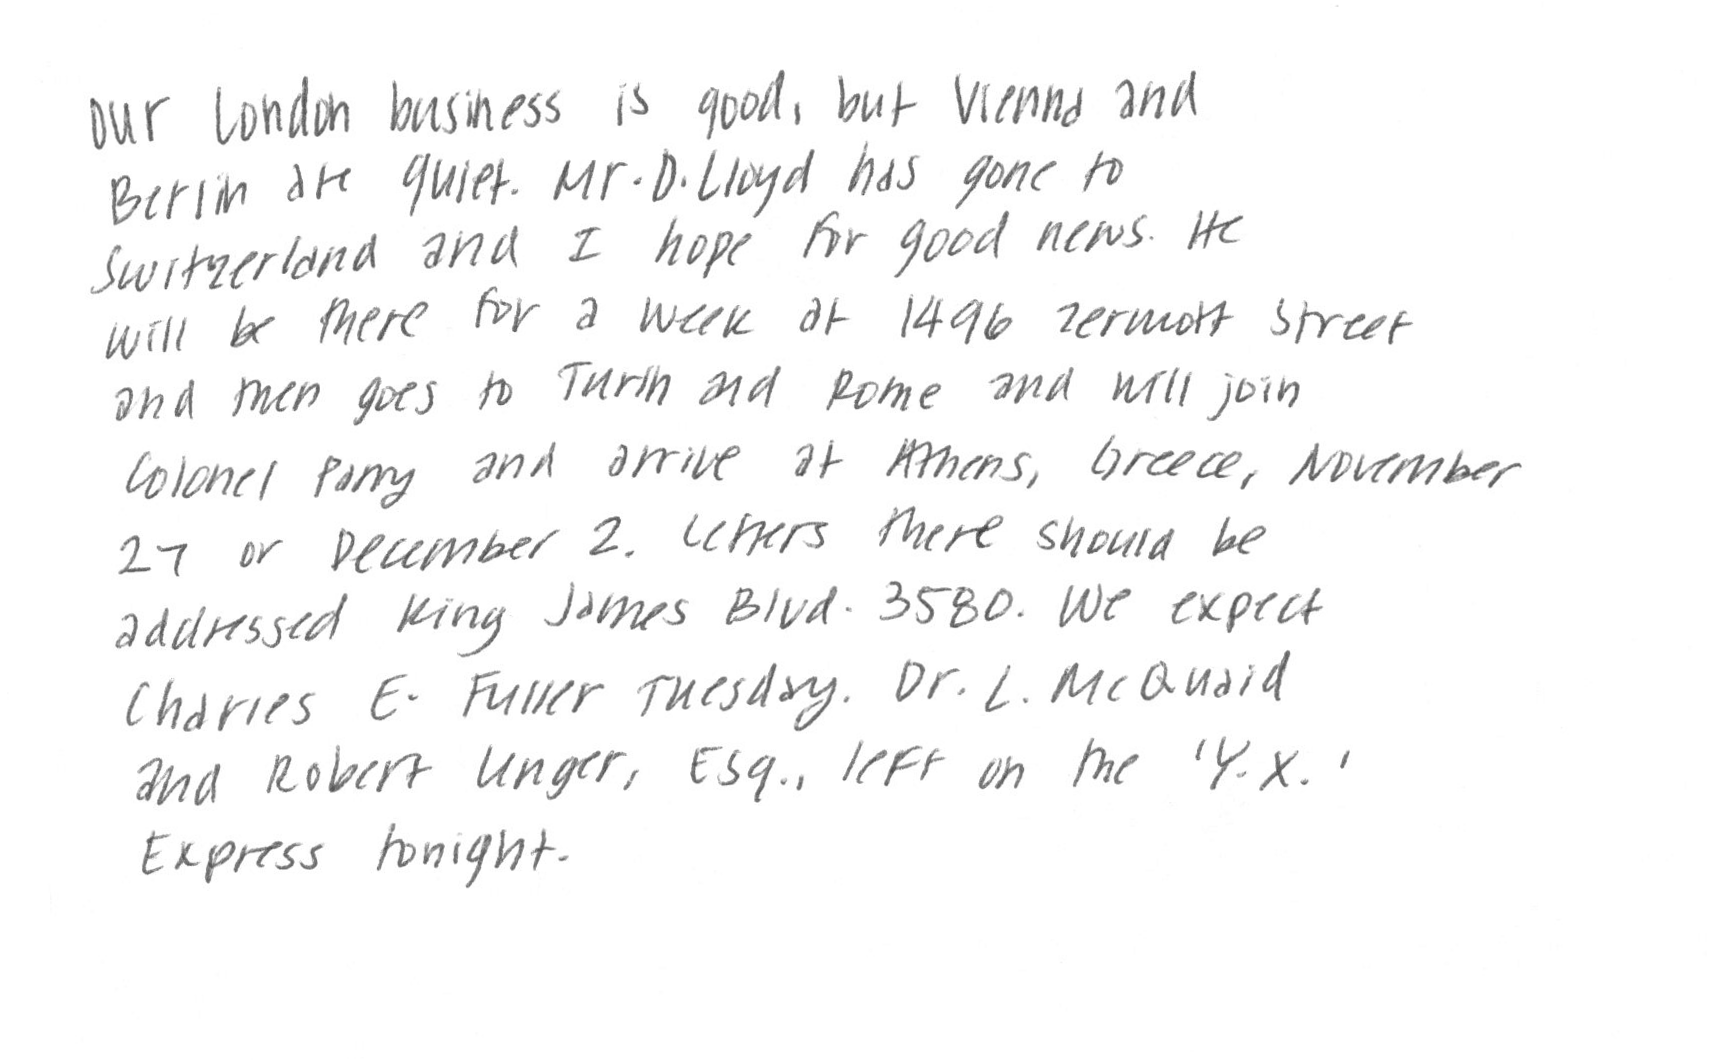 Our London business is good, but Vienna and
Berlin are quiet. Mr. D. Lloyd has gone to
Switzerland and I hope for good news. He
will be there for a week at 1496 Zermott Street
and then goes to Turin and Rome and will join
Colonel Parry and arrive at Athens, Greece, November
27 or December 2. Letters there should be
addressed King James Blvd. 3580. We expect
Charles E. Fuller Tuesday. Dr. L. McQuaid
and Robert Unger, Esq., left on the 'Y.X.'
Express tonight.